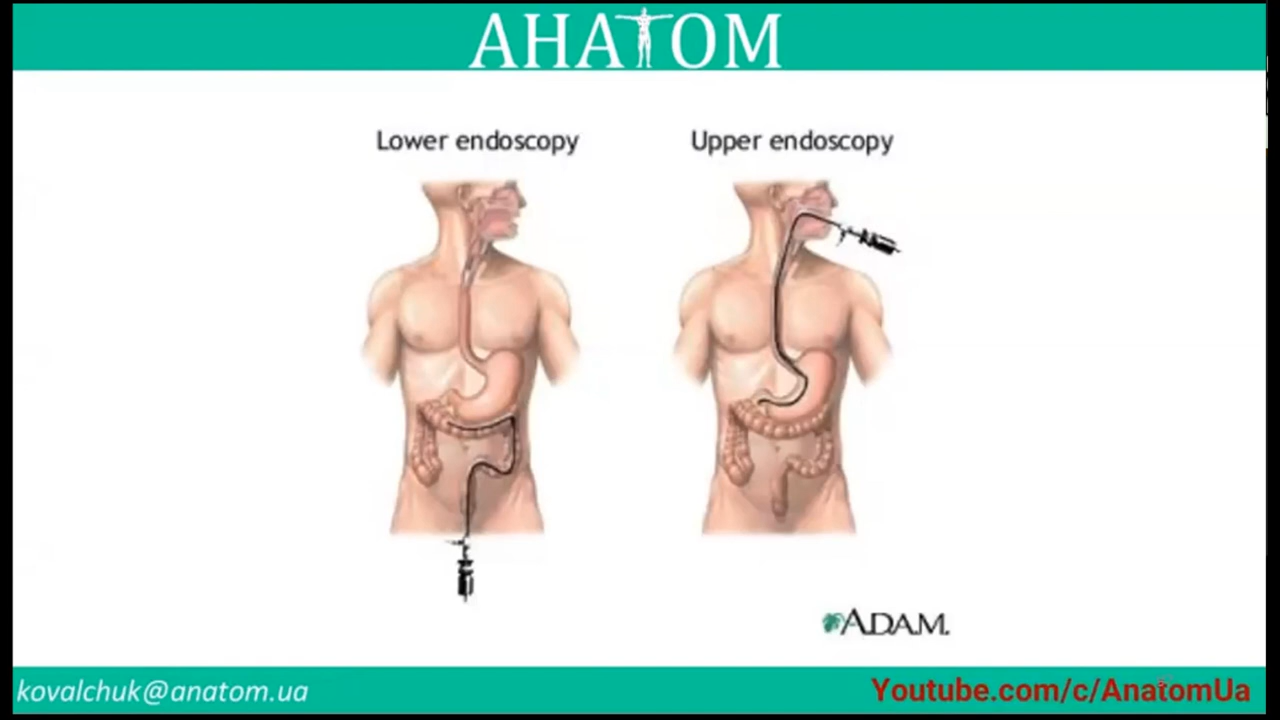 АНАТОМ
Lower endoscopy
Upper endoscopy
A.D.A.M.
kovalchuk@anatom.ua
Youtube.com/c/AnatomUa